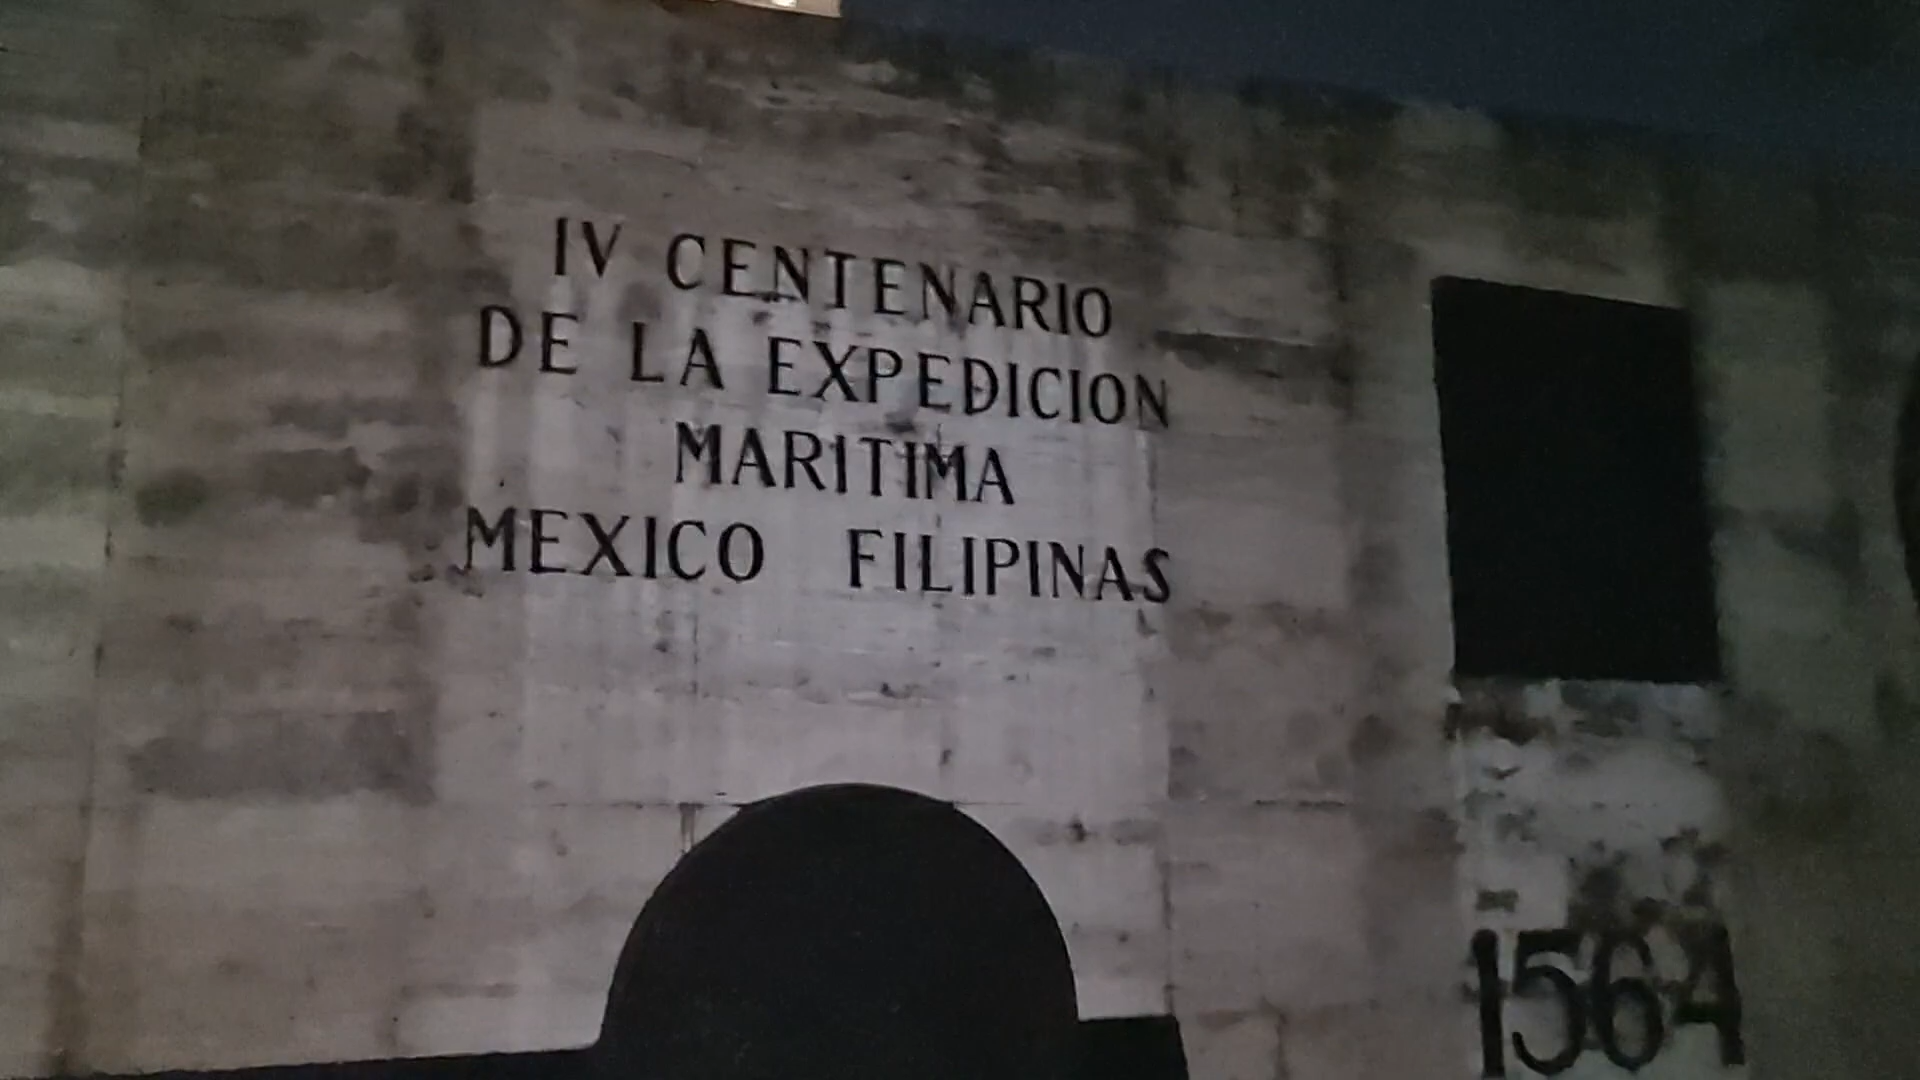 IV CENTENARIO
DE LA EXPEDICION
MARITIMA
MEXICO FILIPINAS
1564